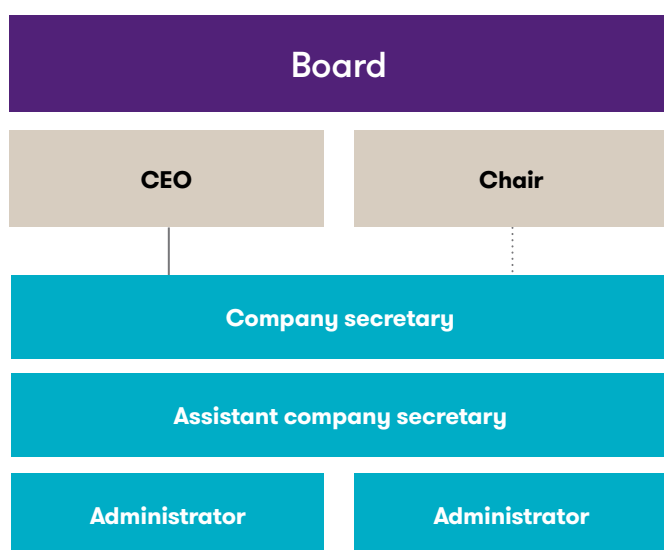 Board
CEO
Chair
Company secretary
Assistant company secretary
Administrator
Administrator